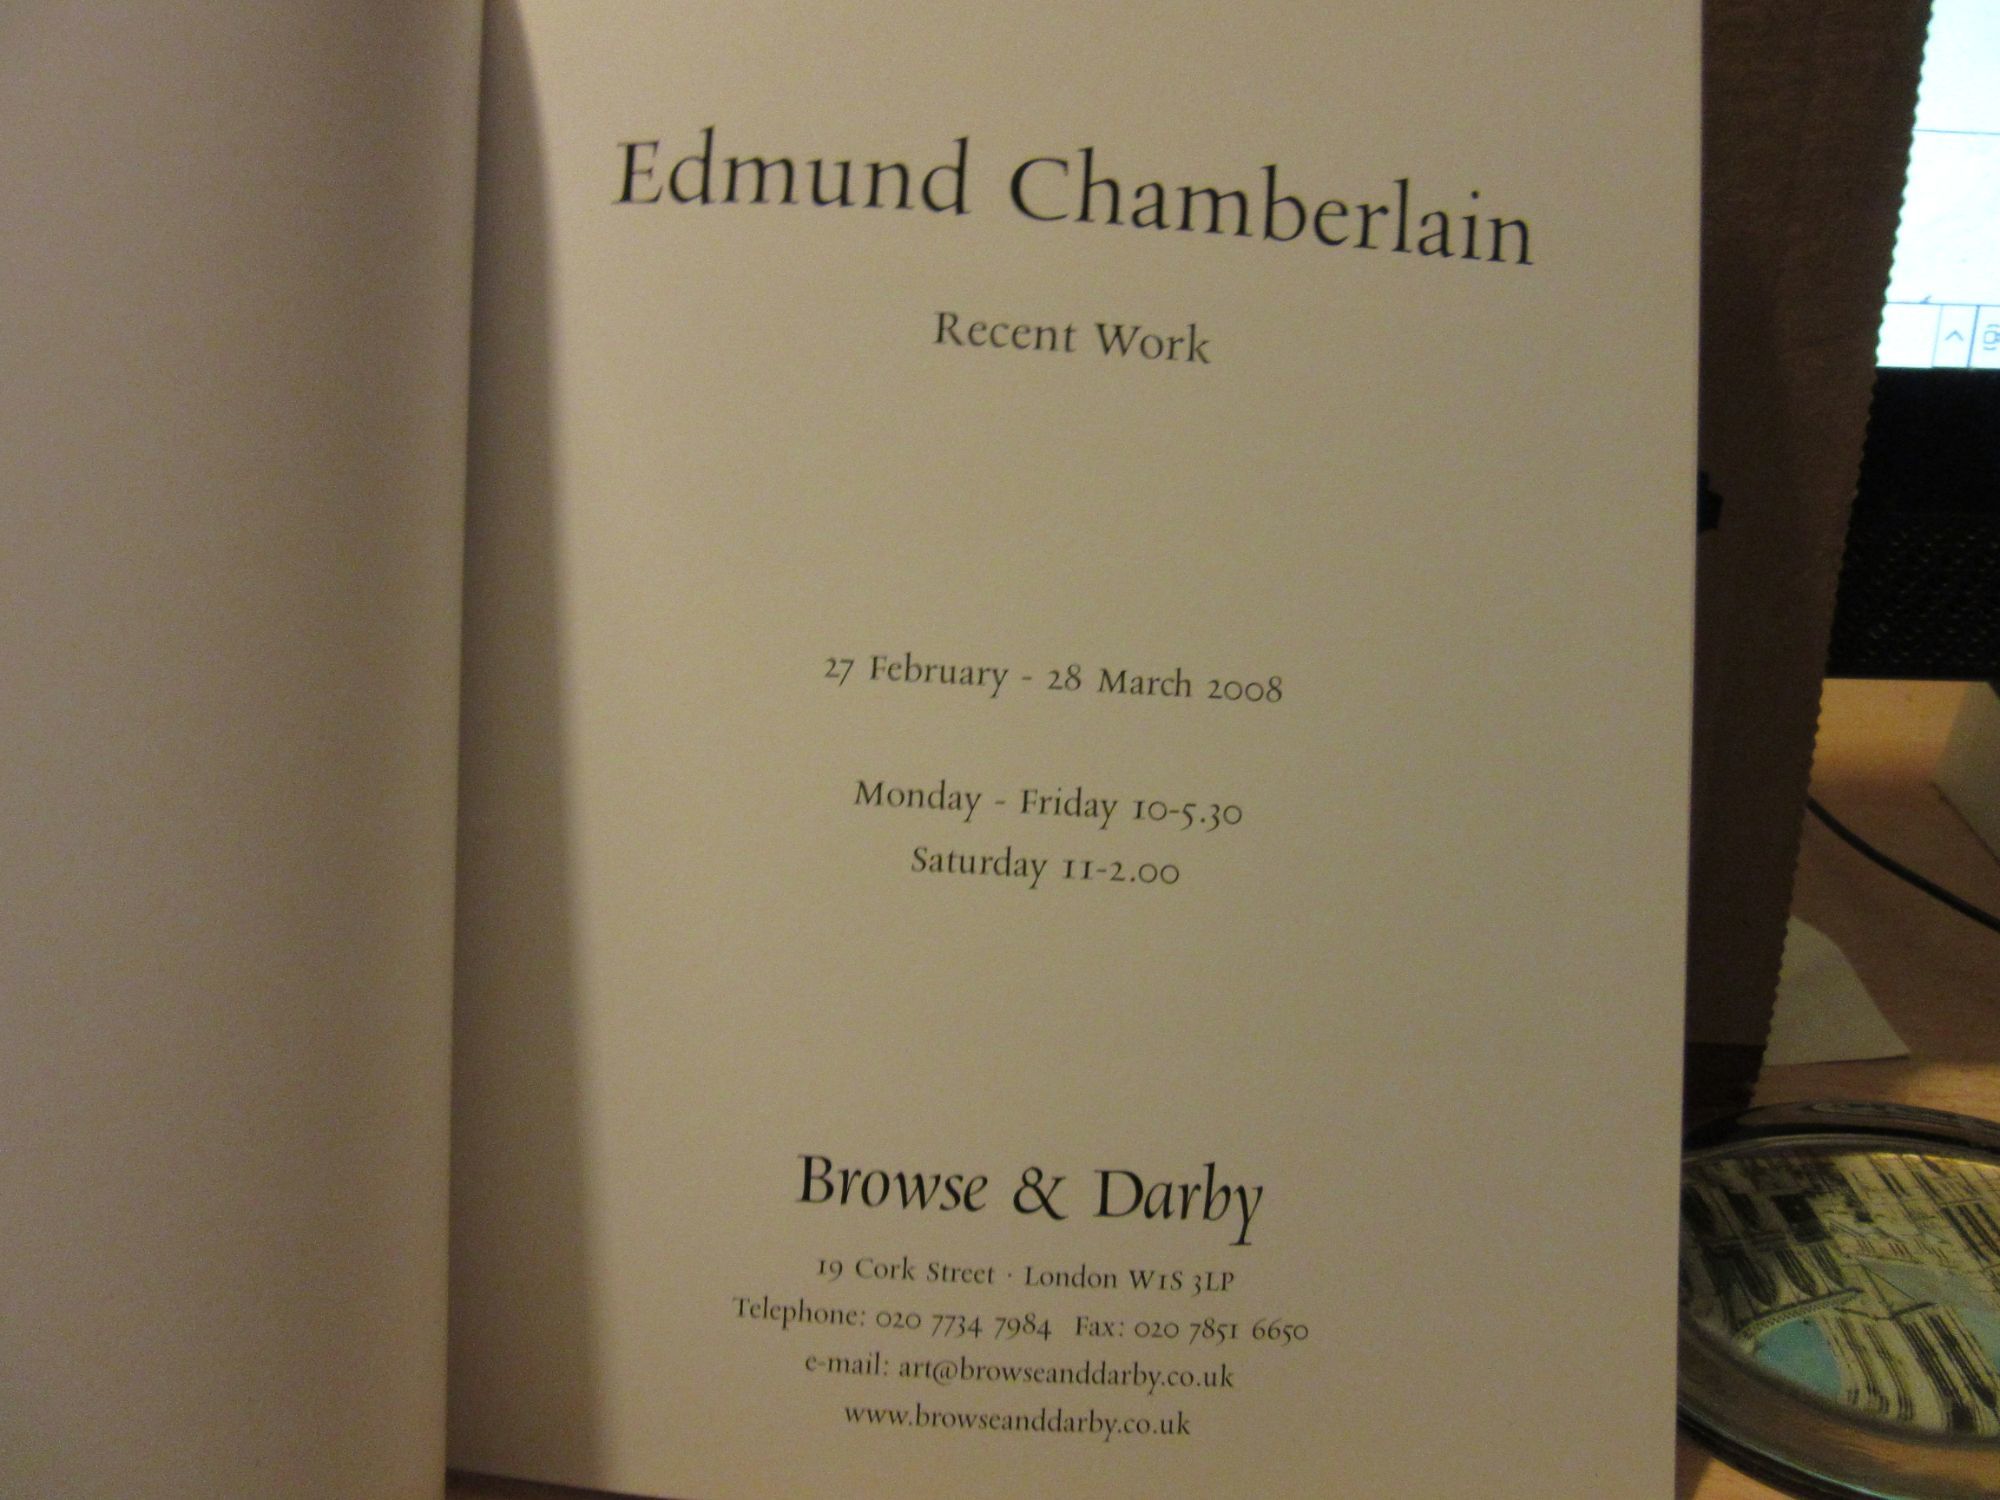 Edmund Chamberlain
Recent Work
27 February - 28 March 2008
Monday - Friday 10-5.30
Saturday 11-2.00
Browse & Darby
19 Cork Street · London W1S 3LP
Telephone: 020 7734 7984 Fax: 020 7851 6650
e-mail: art@browseanddarby.co.uk
www.browseanddarby.co.uk